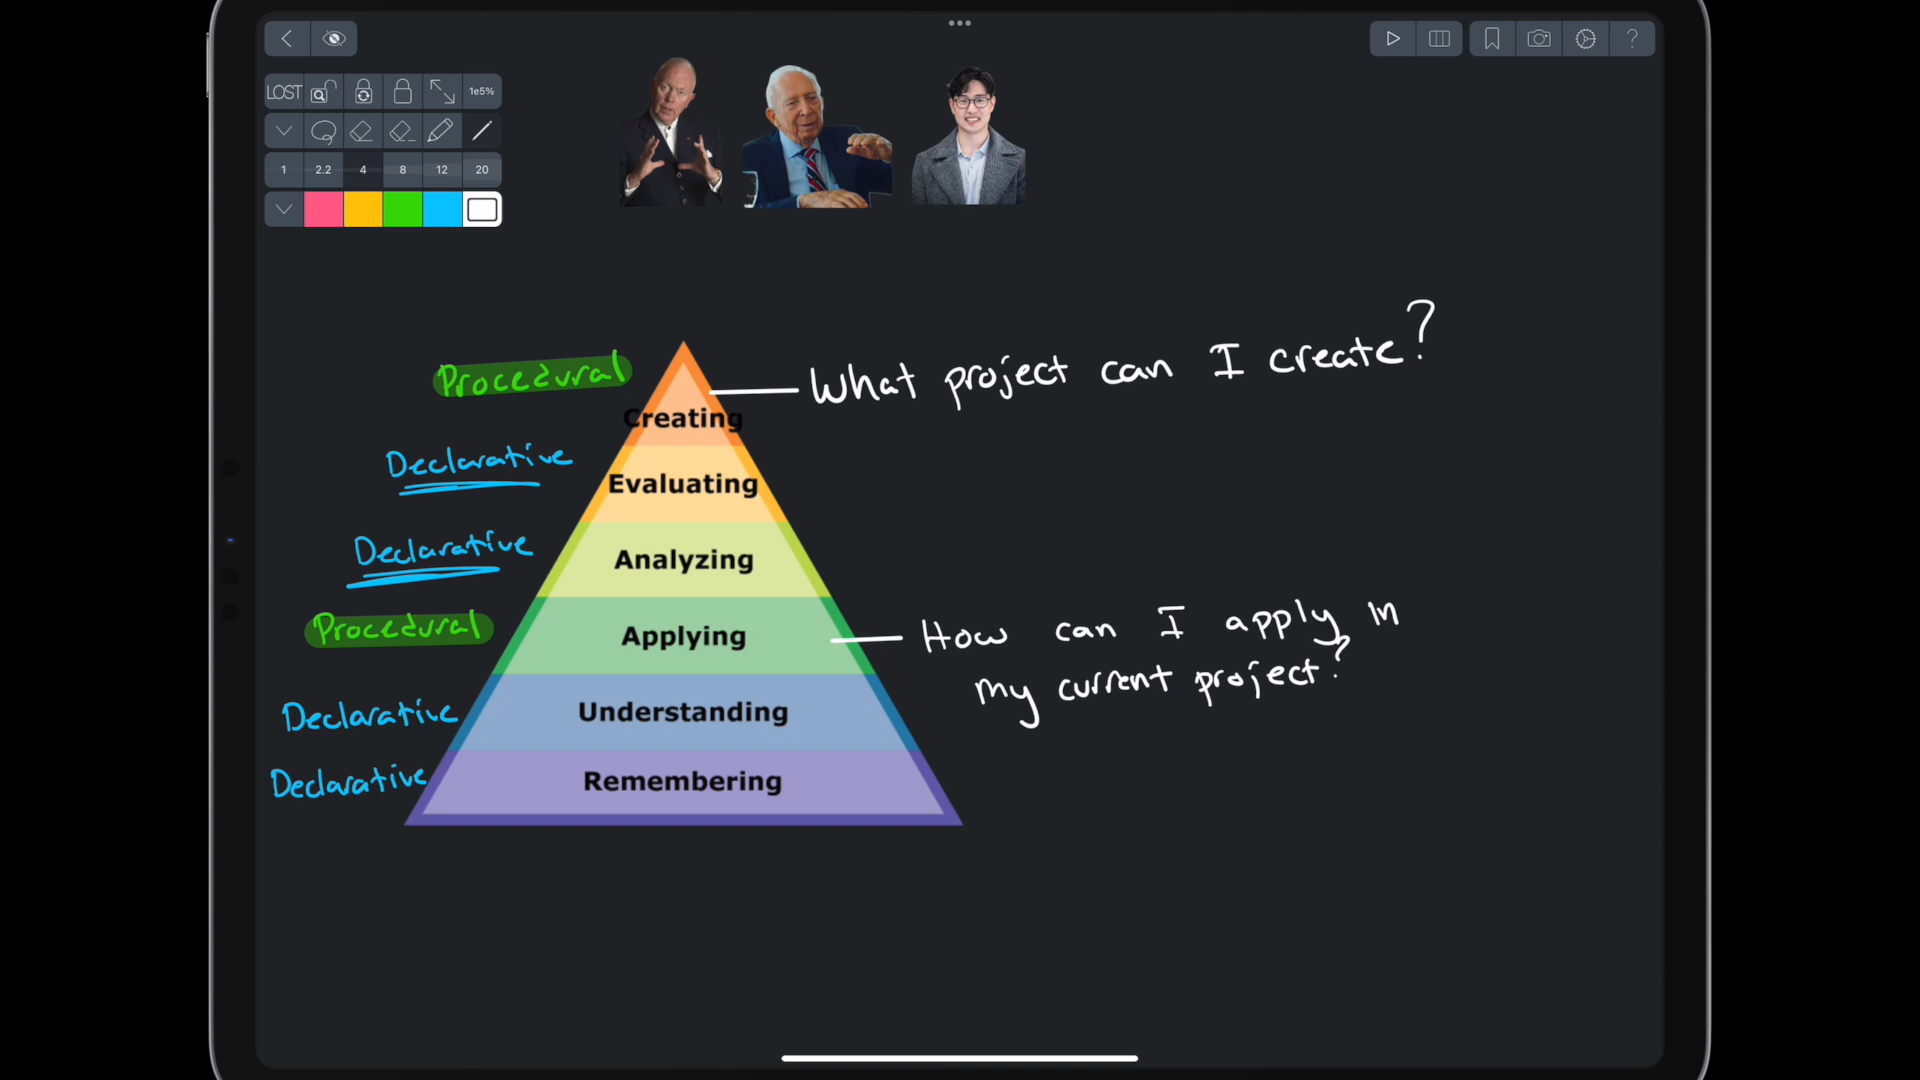 LOST
1e5%
1
2.2
4
8
12
20
?
Procedural
Creating
What project can I create?
Declarative
Evaluating
Declarative
Analyzing
Procedural
Applying
How can I apply in
my current project?
Declarative
Understanding
Declarative
Remembering